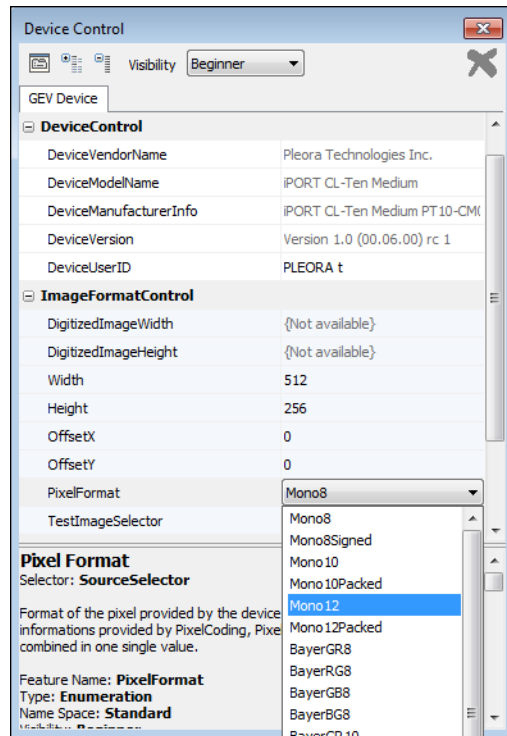 Device Control
Visibility Beginner
GEV Device
DeviceControl
DeviceVendorName Pleora Technologies Inc.
DeviceModelName iPORT CL-Ten Medium
DeviceManufacturerInfo iPORT CL-Ten Medium PT10-CM(
DeviceVersion Version 1.0 (00.06.00) rc 1
DeviceUserID PLEORA t
ImageFormatControl
DigitizedImageWidth {Not available}
DigitizedImageHeight {Not available}
Width 512
Height 256
OffsetX 0
OffsetY 0
PixelFormat Mono8
TestImageSelector
Mono8
Mono8Signed
Mono10
Mono10Packed
Mono12
Mono12Packed
BayerGR8
BayerRG8
BayerGB8
BayerBG8
Pixel Format
Selector: SourceSelector
Format of the pixel provided by the device
informations provided by PixelCoding, Pixe
combined in one single value.
Feature Name: PixelFormat
Type: Enumeration
Name Space: Standard